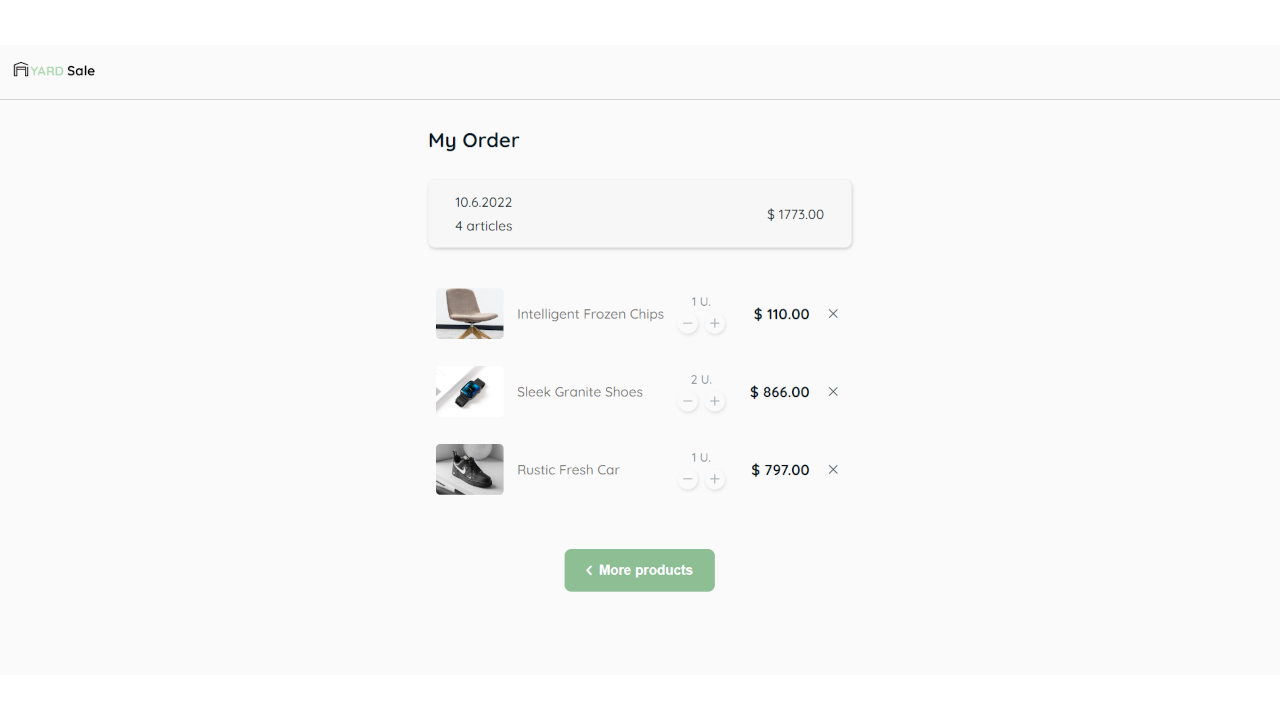 YARD Sale
My Order
10.6.2022
4 articles
$ 1773.00
Intelligent Frozen Chips
1 U.
$ 110.00
Sleek Granite Shoes
2 U.
$ 866.00
Rustic Fresh Car
1 U.
$ 797.00
More products